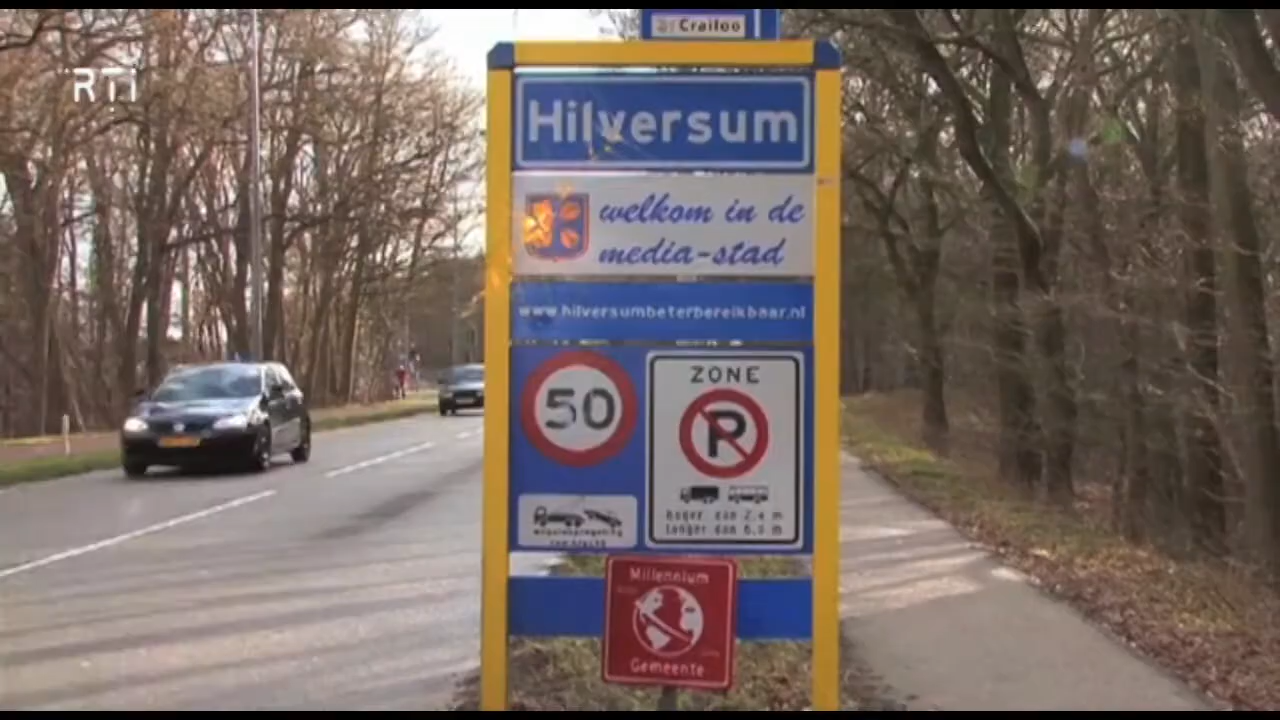 RTi
Crailoo
Hilversum
welkom in de
media-stad
www.hilversumbeterbereikbaar.nl
50
ZONE
P
hoger dan 2,4 m
langer dan 6,0 m
Millennium
Gemeente